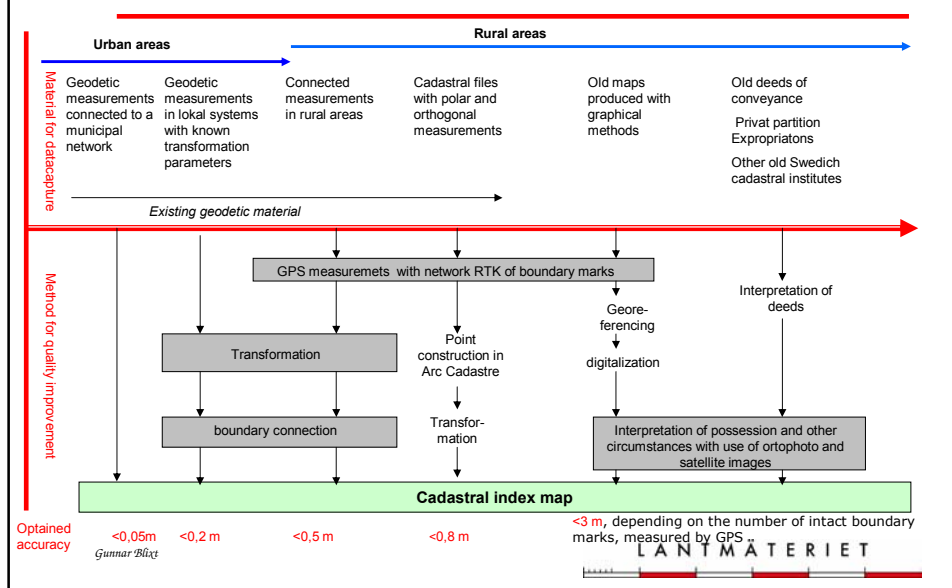 Urban areas
Rural areas
Material for datacapture
Geodetic
measurements
connected to a
municipal
network
Geodetic
measurements
in lokal systems
with known
transformation
parameters
Connected
measurements
in rural areas
Cadastral files
with polar and
orthogonal
measurements
Old maps
produced with
graphical
methods
Old deeds of
conveyance
Privat partition
Expropriatons
Other old Swedich
cadastral institutes
Existing geodetic material
Method for quality improvement
GPS measuremets with network RTK of boundary marks
Transformation
boundary connection
Point
construction in
Arc Cadastre
Transfor-
mation
Geore-
ferencing
digitalization
Interpretation of
deeds
Interpretation of possession and other
circumstances with use of ortophoto and
satellite images
Cadastral index map
Optained
accuracy
<0,05m
<0,2 m
<0,5 m
<0,8 m
<3 m, depending on the number of intact boundary
marks, measured by GPS
Gunnar Blixt
LANTMÄTERIET